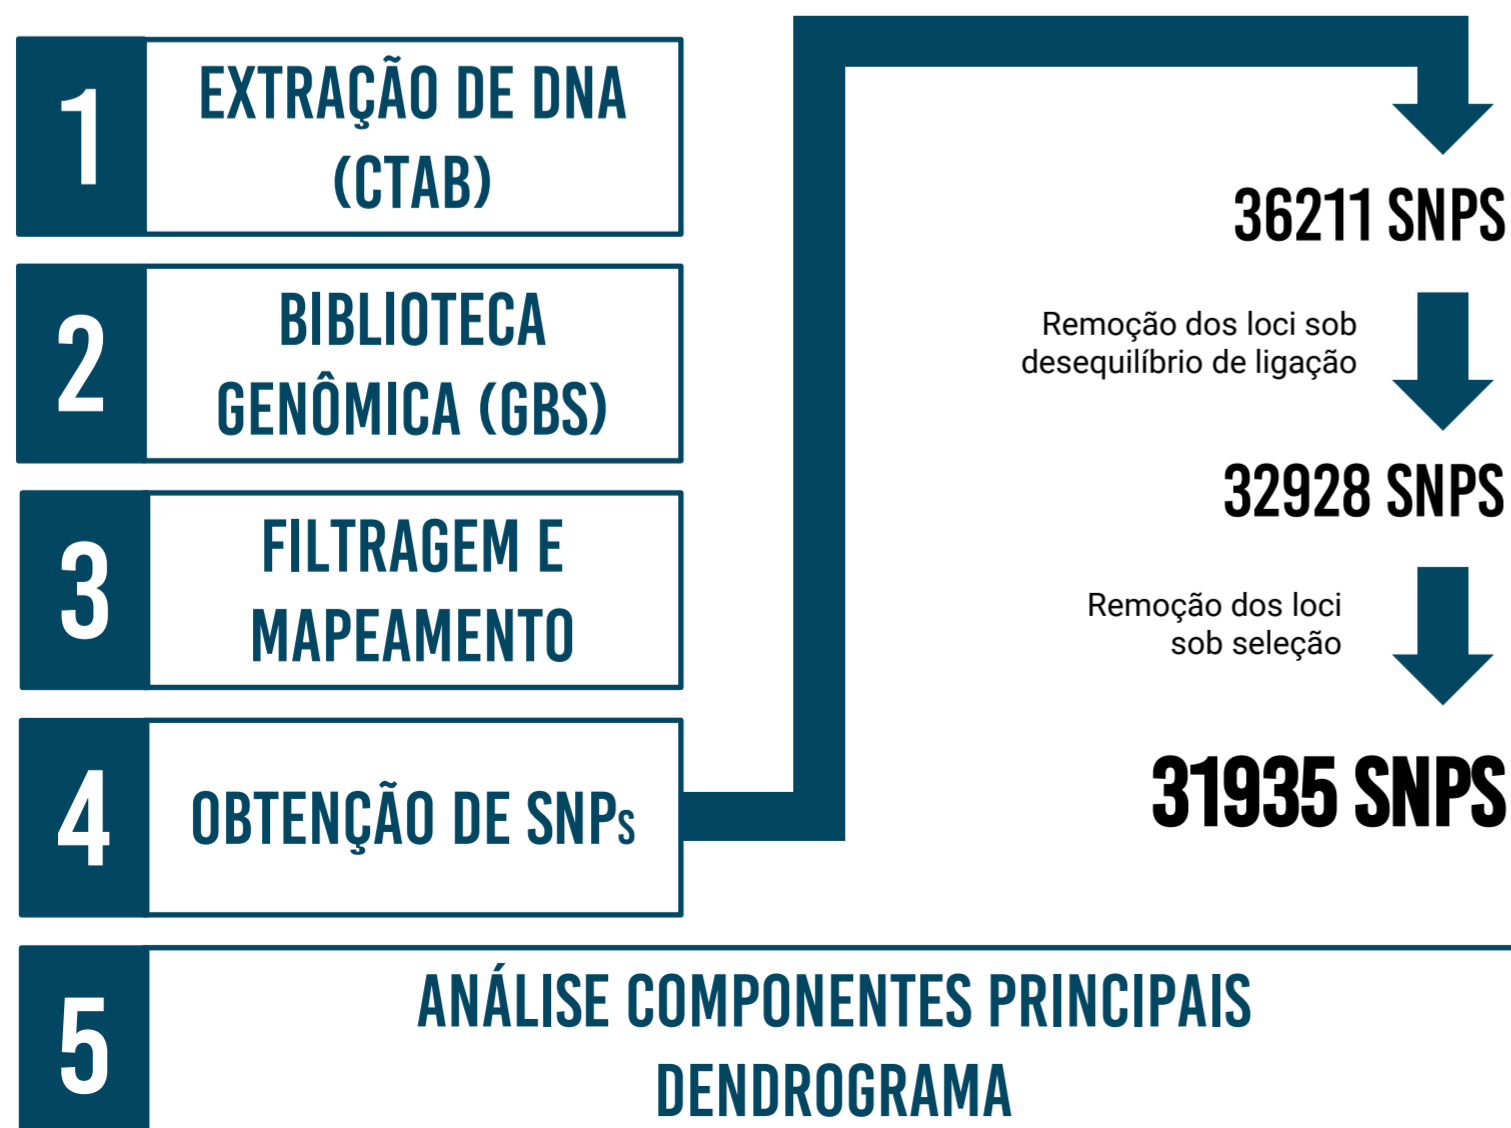 1
EXTRAÇÃO DE DNA
(CTAB)
2
BIBLIOTECA
GENÔMICA (GBS)
3
FILTRAGEM E
MAPEAMENTO
4
OBTENÇÃO DE SNPs
36211 SNPS
Remoção dos loci sob
desequilíbrio de ligação
32928 SNPS
Remoção dos loci
sob seleção
31935 SNPS
5
ANÁLISE COMPONENTES PRINCIPAIS
DENDROGRAMA